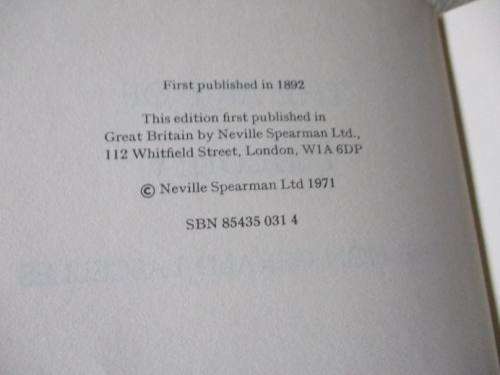 First published in 1892
This edition first published in
Great Britain by Neville Spearman Ltd.,
112 Whitfield Street, London, W1A 6DP
© Neville Spearman Ltd 1971
SBN 85435 031 4